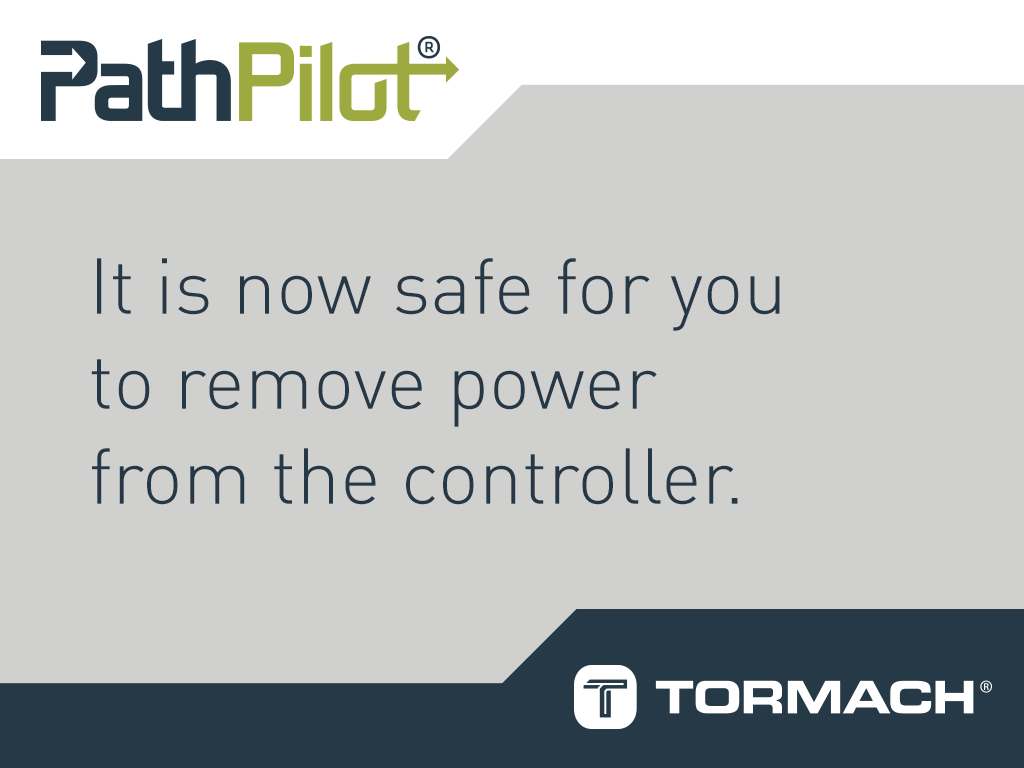 PathPilot®
It is now safe for you
to remove power
from the controller.
TORMACH®